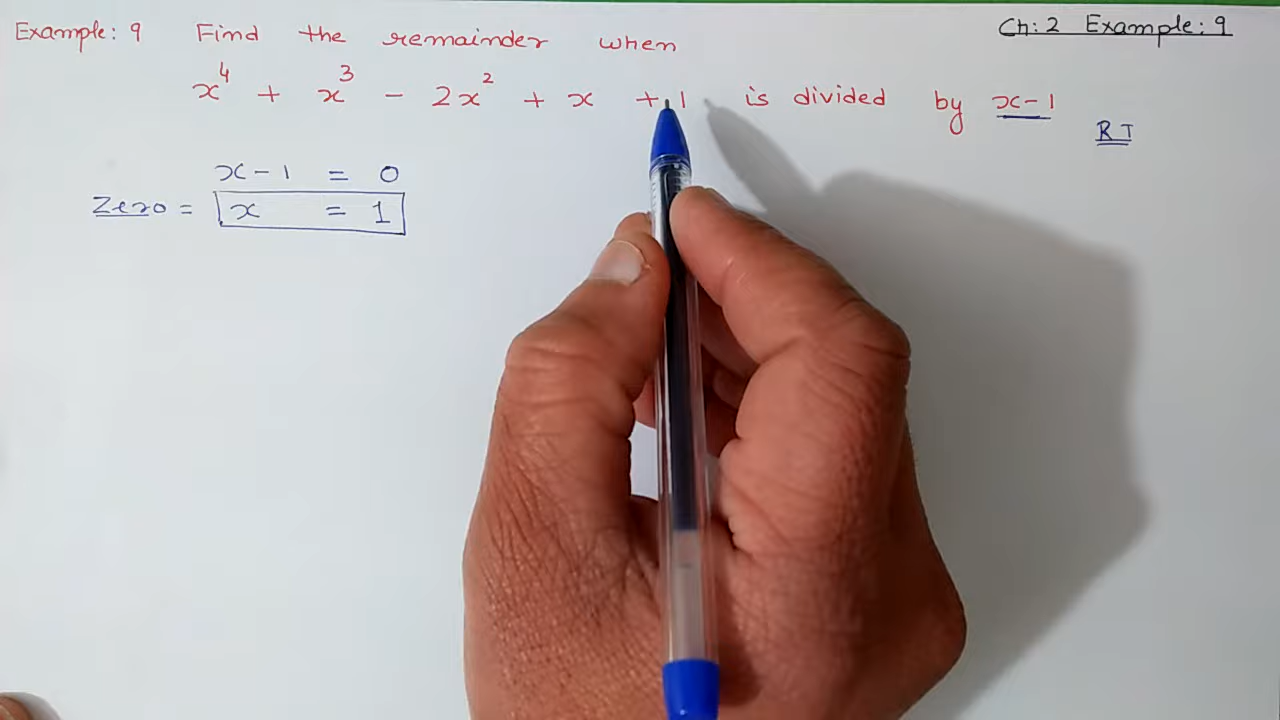 Example: 9 Find the remainder when
Ch: 2 Example: 9
x⁴ + x³ - 2x² + x + 1 is divided by x-1
RT
x-1 = 0
Zero = x = 1